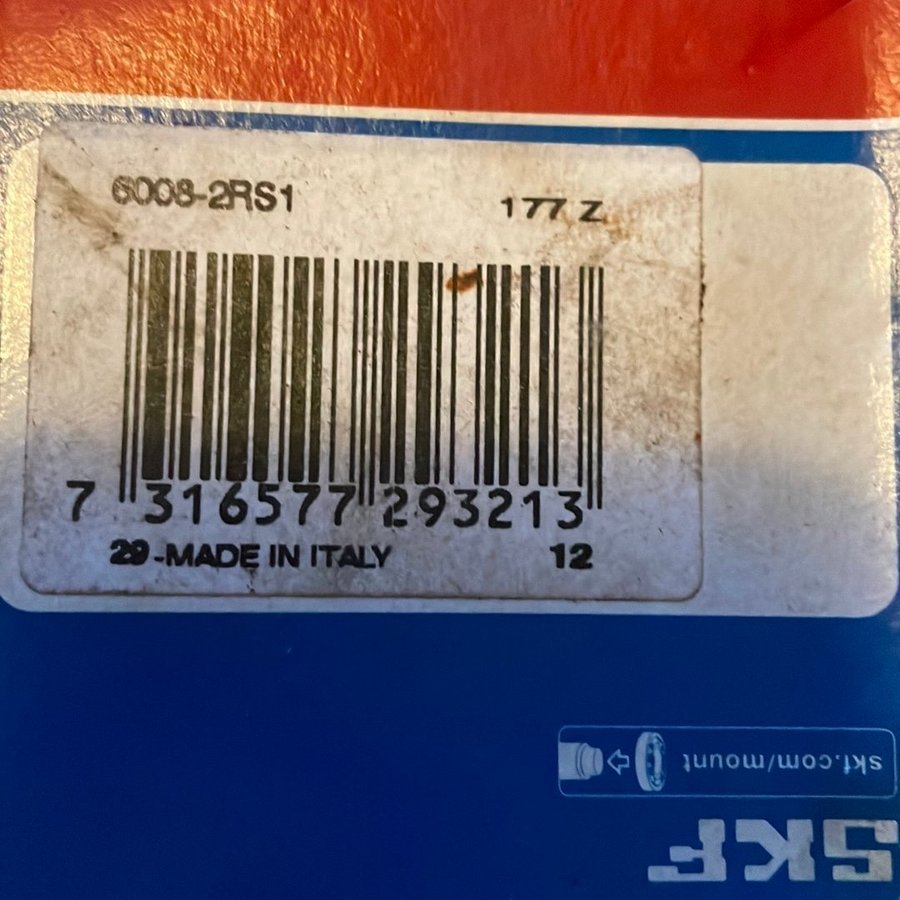 6008-2RS1
177 Z
7 316577 293213
29-MADE IN ITALY
12
skf.com/mount
SKF